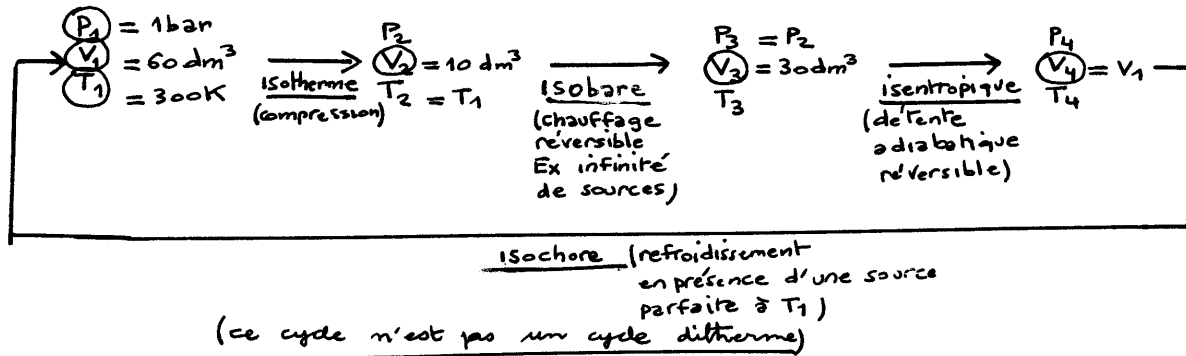 P1 = 1 bar
V1 = 60 dm³
T1 = 300K
isotherme
(compression)
P2
V2 = 10 dm³
T2 = T1
isobare
(chauffage
réversible
Ex infinité
de sources)
P3 = P2
V3 = 30 dm³
T3
isentropique
(détente
adiabatique
réversible)
P4
V4 = V1
T4
isochore (refroidissement
en présence d'une source
parfaite à T1)
(ce cycle n'est pas un cycle ditherme)